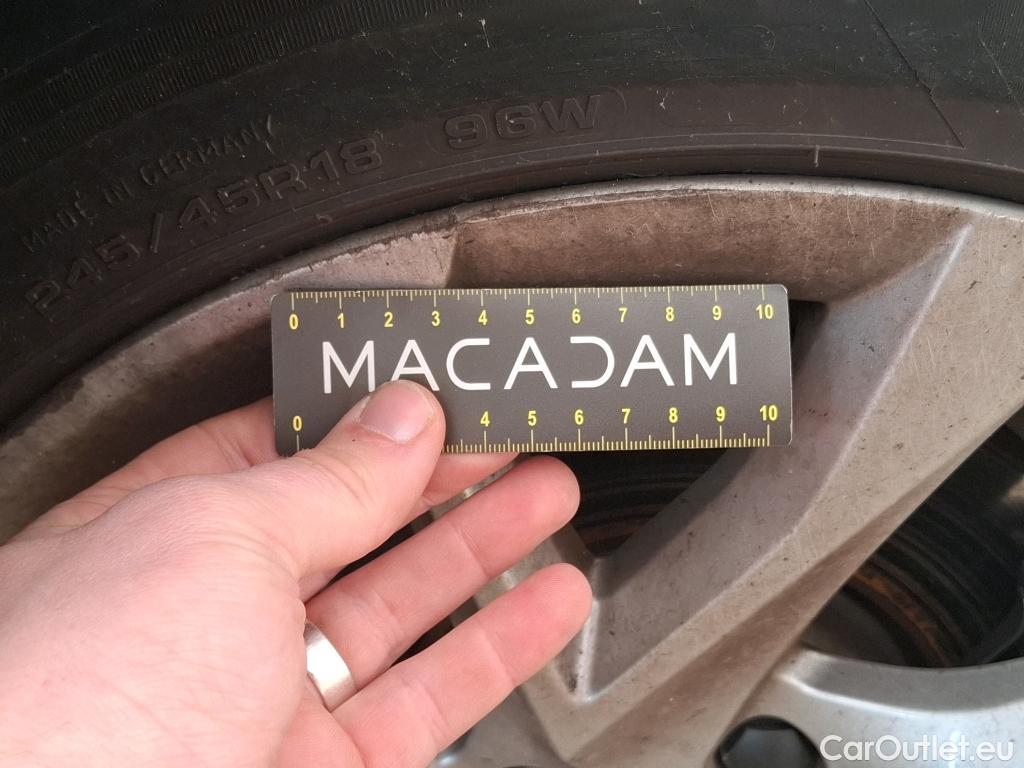 MADE IN GERMANY
245/45R18 96W
0 1 2 3 4 5 6 7 8 9 10
MACADAM
0 4 5 6 7 8 9 10
CarOutlet.eu